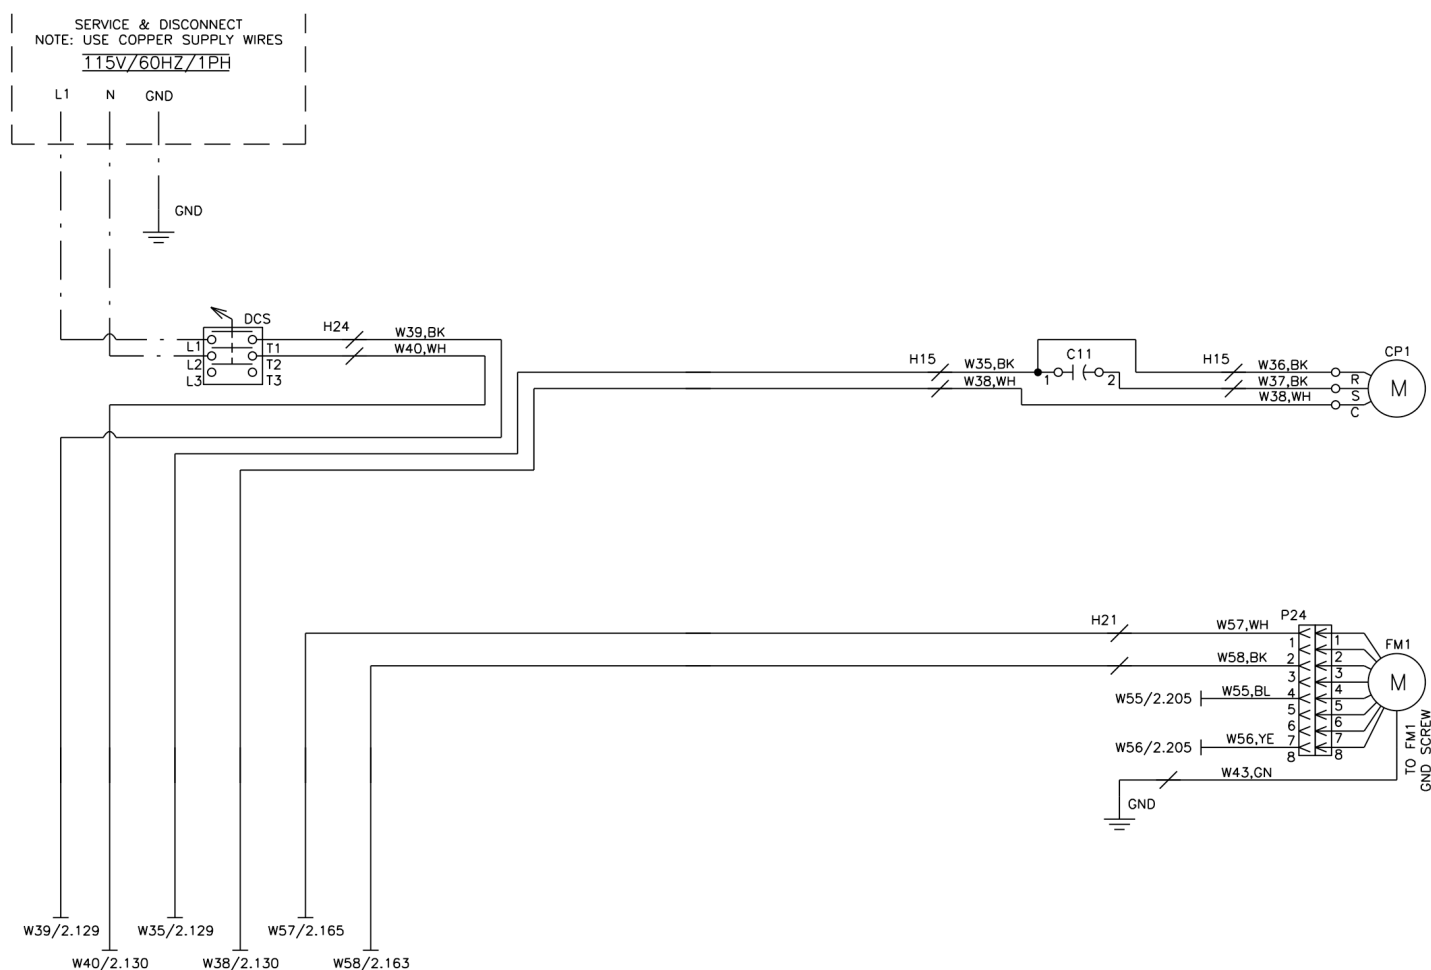 SERVICE & DISCONNECT
NOTE: USE COPPER SUPPLY WIRES
115V/60HZ/1PH
L1 N GND
GND
DCS
H24
W39,BK
L1 T1
W40,WH
L2 T2
L3 T3
H15
W35,BK
W38,WH
C11
1 2
H15
W36,BK
W37,BK
W38,WH
R
S
C
CP1
M
H21
W57,WH
W58,BK
W55/2.205
W55,BL
W56/2.205
W56,YE
W43,GN
GND
P24
1 1
2 2
3 3
4 4
5 5
6 6
7 7
8 8
FM1
M
TO FM1
GND SCREW
W39/2.129
W35/2.129
W57/2.165
W40/2.130
W38/2.130
W58/2.163